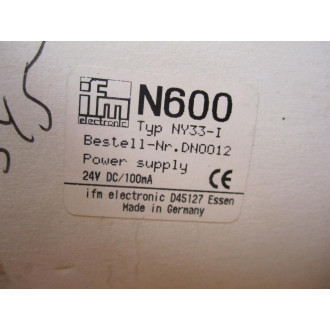 545
ifm
electronic
N600
Typ NY33-I
Bestell-Nr.DN0012
Power supply
24V DC/100mA
CE
ifm electronic D45127 Essen
Made in Germany